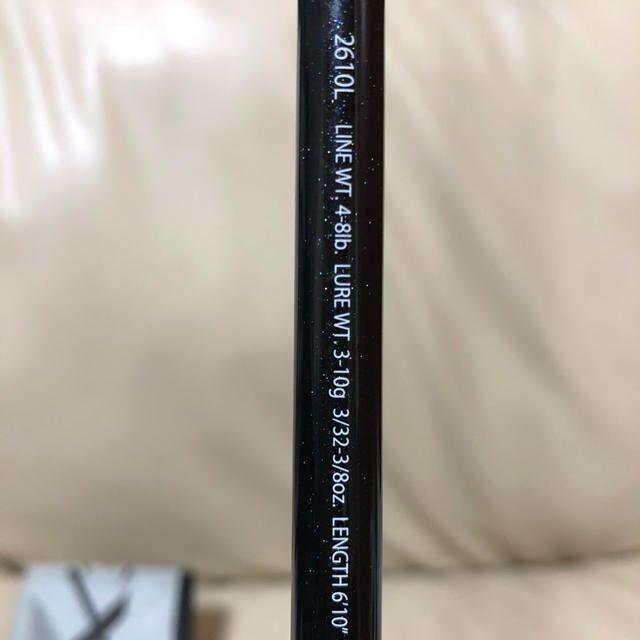 2610L LINE WT. 4-8lb. LURE WT. 3-10g 3/32-3/8oz. LENGTH 6'10"